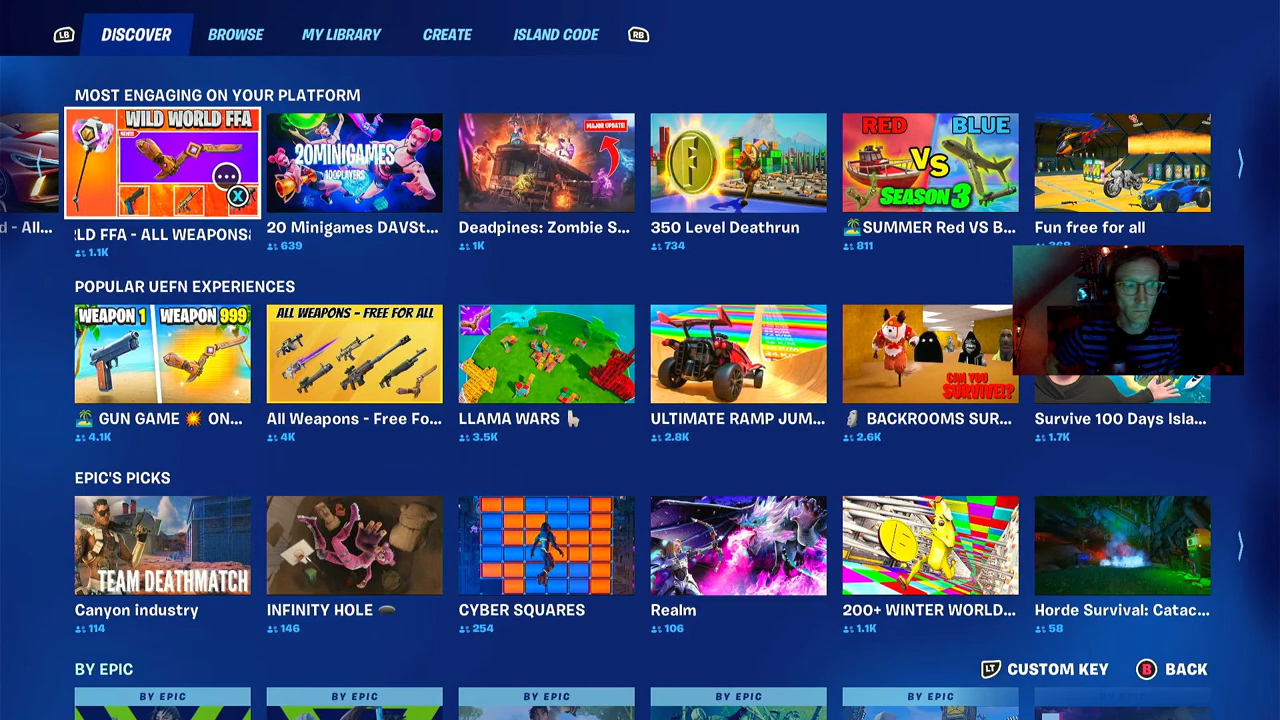 LB DISCOVER BROWSE MY LIBRARY CREATE ISLAND CODE RB
MOST ENGAGING ON YOUR PLATFORM
WILD WORLD FFA
20MINIGAMES
100PLAYERS
MAJOR UPDATE!
RED VS BLUE
SEASON 3
X
d - All...
LD FFA - ALL WEAPONS
20 Minigames DAVSt...
Deadpines: Zombie S...
350 Level Deathrun
SUMMER Red VS B...
Fun free for all
1.1K
639
1K
734
811
368
POPULAR UEFN EXPERIENCES
WEAPON 1 WEAPON 999
ALL WEAPONS - FREE FOR ALL
CAN YOU
SURVIVE!?
GUN GAME ON...
All Weapons - Free Fo...
LLAMA WARS
ULTIMATE RAMP JUM...
BACKROOMS SUR...
Survive 100 Days Isla...
4.1K
4K
3.5K
2.8K
2.6K
1.7K
EPIC'S PICKS
TEAM DEATHMATCH
Canyon industry
INFINITY HOLE
CYBER SQUARES
Realm
200+ WINTER WORLD...
Horde Survival: Catac...
114
146
254
106
1.1K
58
BY EPIC
LT CUSTOM KEY B BACK
BY EPIC
BY EPIC
BY EPIC
BY EPIC
BY EPIC